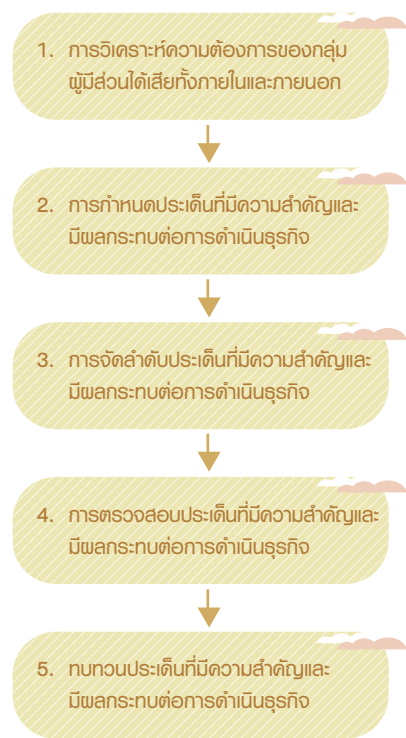 1. การวิเคราะห์ความต้องการของกลุ่ม
ผู้มีส่วนได้เสียทั้งภายในและภายนอก
2. การกำหนดประเด็นที่มีความสำคัญและ
มีผลกระทบต่อการดำเนินธุรกิจ
3. การจัดลำดับประเด็นที่มีความสำคัญและ
มีผลกระทบต่อการดำเนินธุรกิจ
4. การตรวจสอบประเด็นที่มีความสำคัญและ
มีผลกระทบต่อการดำเนินธุรกิจ
5. ทบทวนประเด็นที่มีความสำคัญและ
มีผลกระทบต่อการดำเนินธุรกิจ